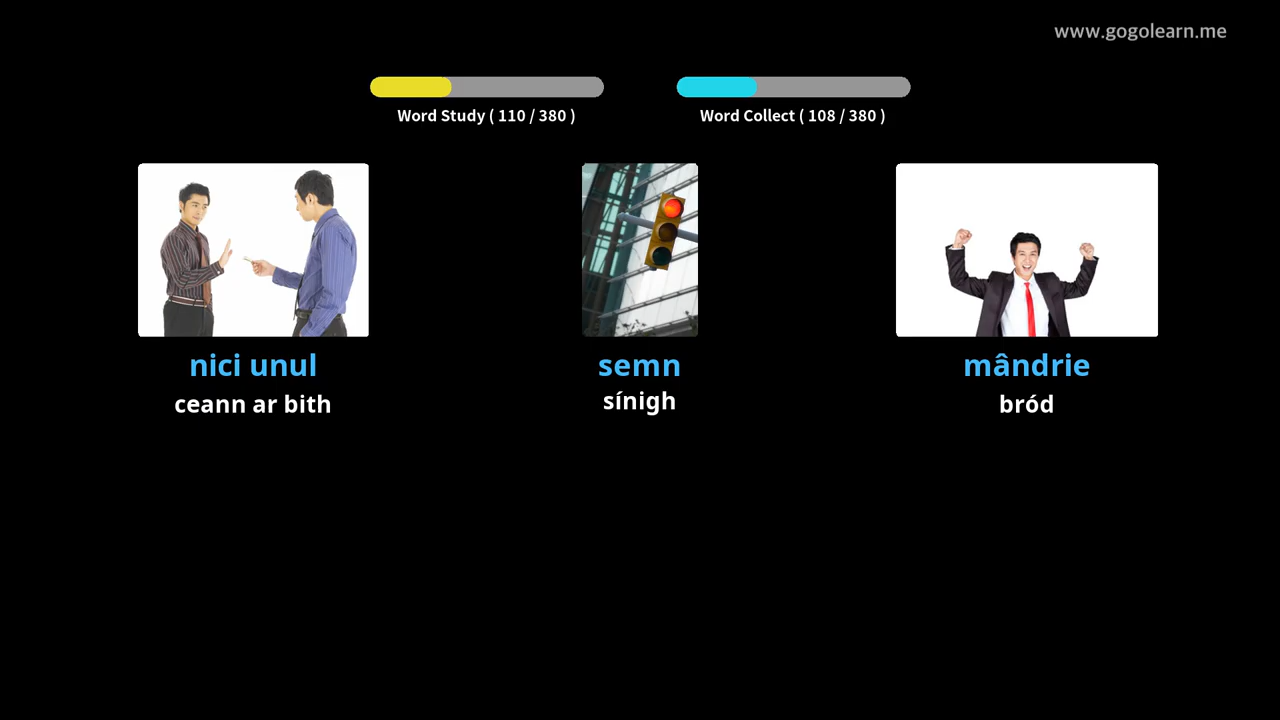 www.gogolearn.me
Word Study ( 110 / 380 )
Word Collect ( 108 / 380 )
nici unul
ceann ar bith
semn
sínigh
mândrie
bród